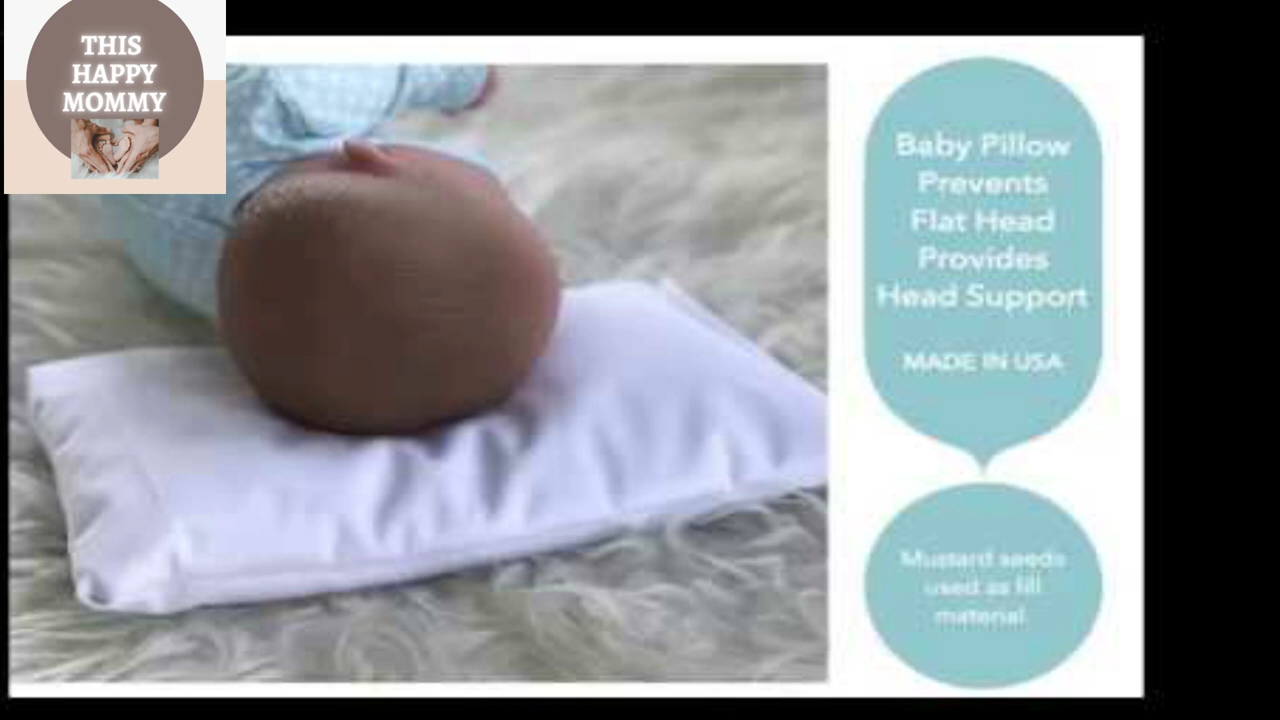 THIS
HAPPY
MOMMY
Baby Pillow
Prevents
Flat Head
Provides
Head Support
MADE IN USA
Mustard seeds
used as fill
material